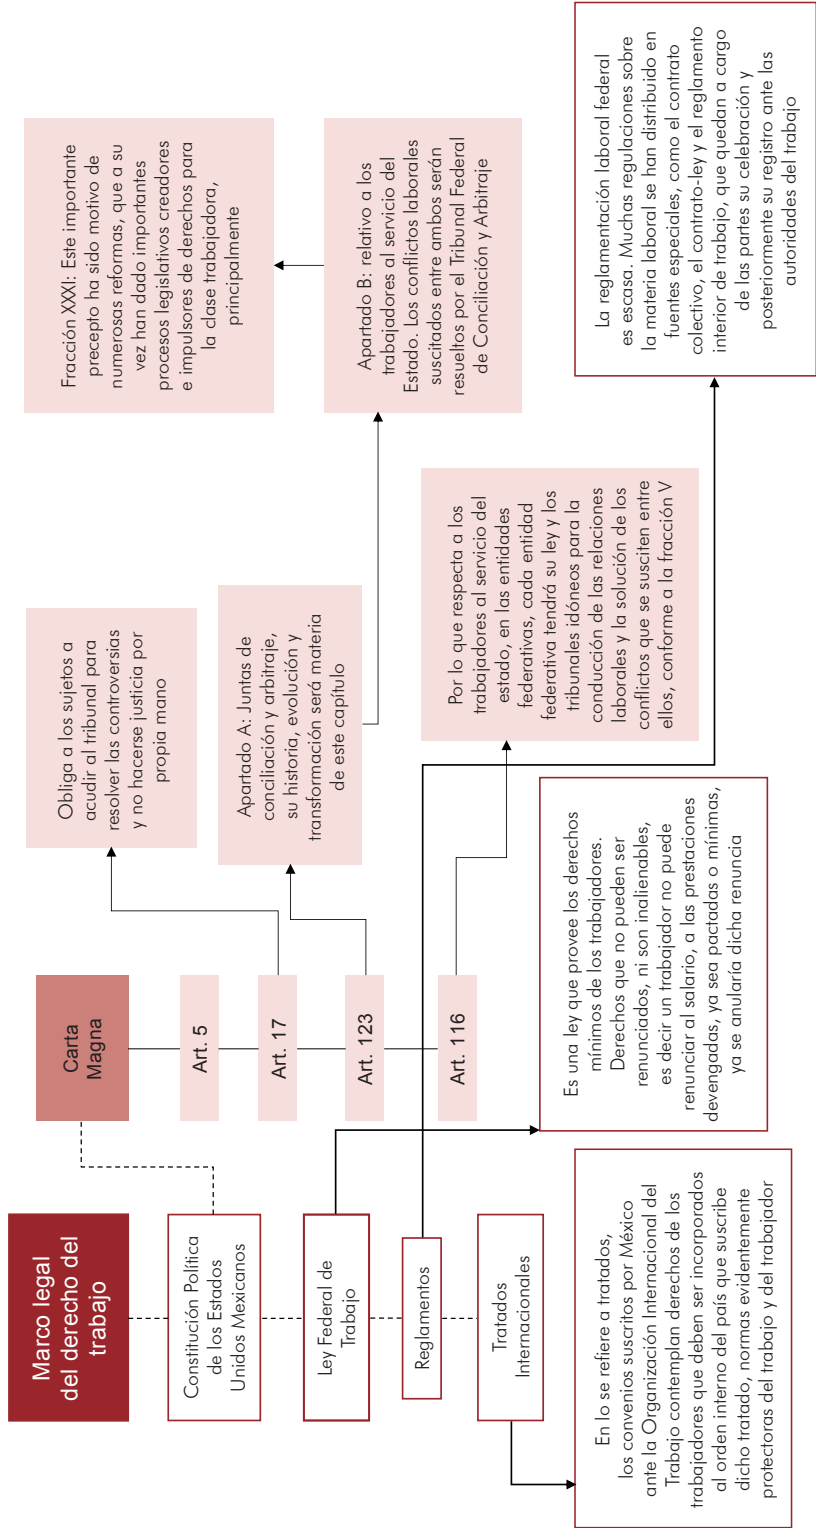 Marco legal
del derecho del
trabajo
Constitución Política
de los Estados
Unidos Mexicanos
Ley Federal de
Trabajo
Reglamentos
Tratados
Internacionales
Carta
Magna
Art. 5
Art. 17
Art. 123
Art. 116
Obliga a los sujetos a
acudir al tribunal para
resolver las controversias
y no hacerse justicia por
propia mano
Apartado A: Juntas de
conciliación y arbitraje,
su historia, evolución y
transformación será materia
de este capítulo
Apartado B: relativo a los
trabajadores al servicio del
Estado. Los conflictos laborales
suscitados entre ambos serán
resueltos por el Tribunal Federal
de Conciliación y Arbitraje
Fracción XXXI: Este importante
precepto ha sido motivo de
numerosas reformas, que a su
vez han dado importantes
procesos legislativos creadores
e impulsores de derechos para
la clase trabajadora,
principalmente
Por lo que respecta a los
trabajadores al servicio del
estado, en las entidades
federativas, cada entidad
federativa tendrá su ley y los
tribunales idóneos para la
conducción de las relaciones
laborales y la solución de los
conflictos que se susciten entre
ellos, conforme a la fracción V
Es una ley que provee los derechos
mínimos de los trabajadores.
Derechos que no pueden ser
renunciados, ni son inalienables,
es decir un trabajador no puede
renunciar al salario, a las prestaciones
devengadas, ya sea pactadas o mínimas,
ya se anularía dicha renuncia
La reglamentación laboral federal
es escasa. Muchas regulaciones sobre
la materia laboral se han distribuido en
fuentes especiales, como el contrato
colectivo, el contrato-ley y el reglamento
interior de trabajo, que quedan a cargo
de las partes su celebración y
posteriormente su registro ante las
autoridades del trabajo
En lo se refiere a tratados,
los convenios suscritos por México
ante la Organización Internacional del
Trabajo contemplan derechos de los
trabajadores que deben ser incorporados
al orden interno del país que suscribe
dicho tratado, normas evidentemente
protectoras del trabajo y del trabajador